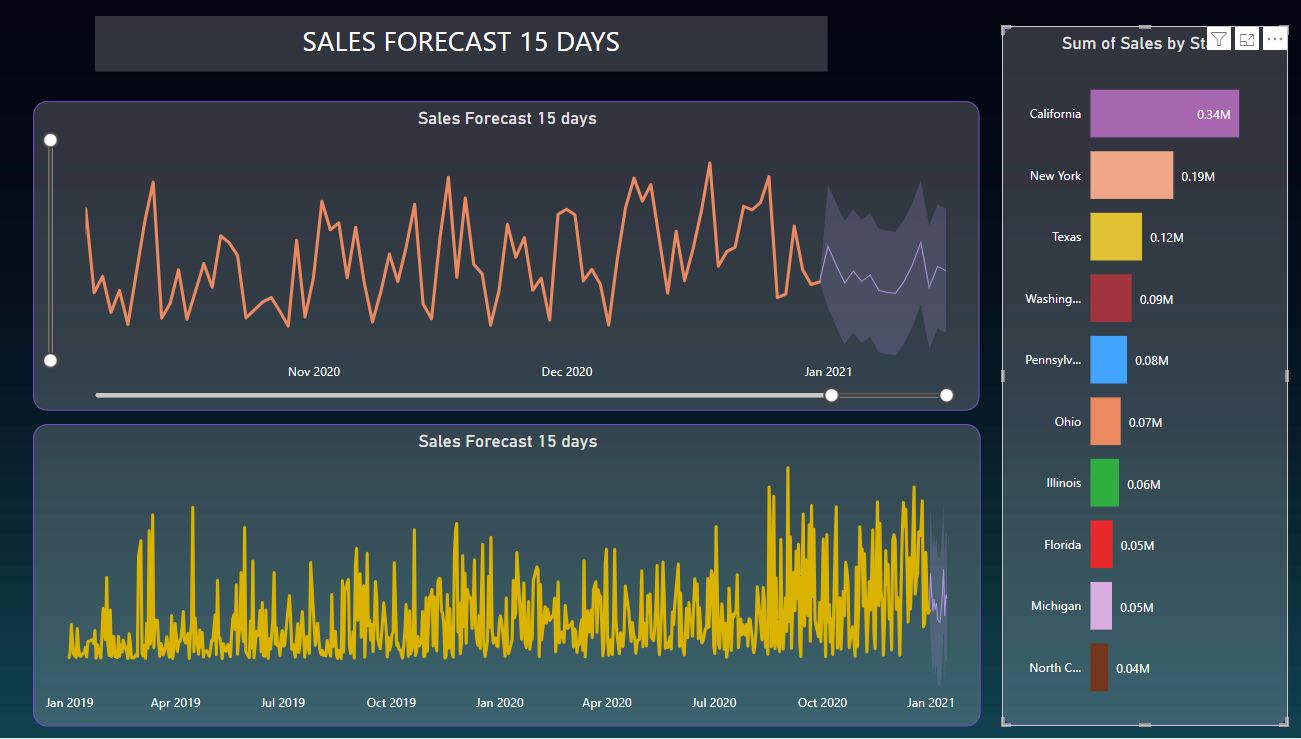 SALES FORECAST 15 DAYS
Sales Forecast 15 days
Nov 2020
Dec 2020
Jan 2021
Sales Forecast 15 days
Jan 2019
Apr 2019
Jul 2019
Oct 2019
Jan 2020
Apr 2020
Jul 2020
Oct 2020
Jan 2021
Sum of Sales by St
California
0.34M
New York
0.19M
Texas
0.12M
Washing...
0.09M
Pennsylv...
0.08M
Ohio
0.07M
Illinois
0.06M
Florida
0.05M
Michigan
0.05M
North C...
0.04M